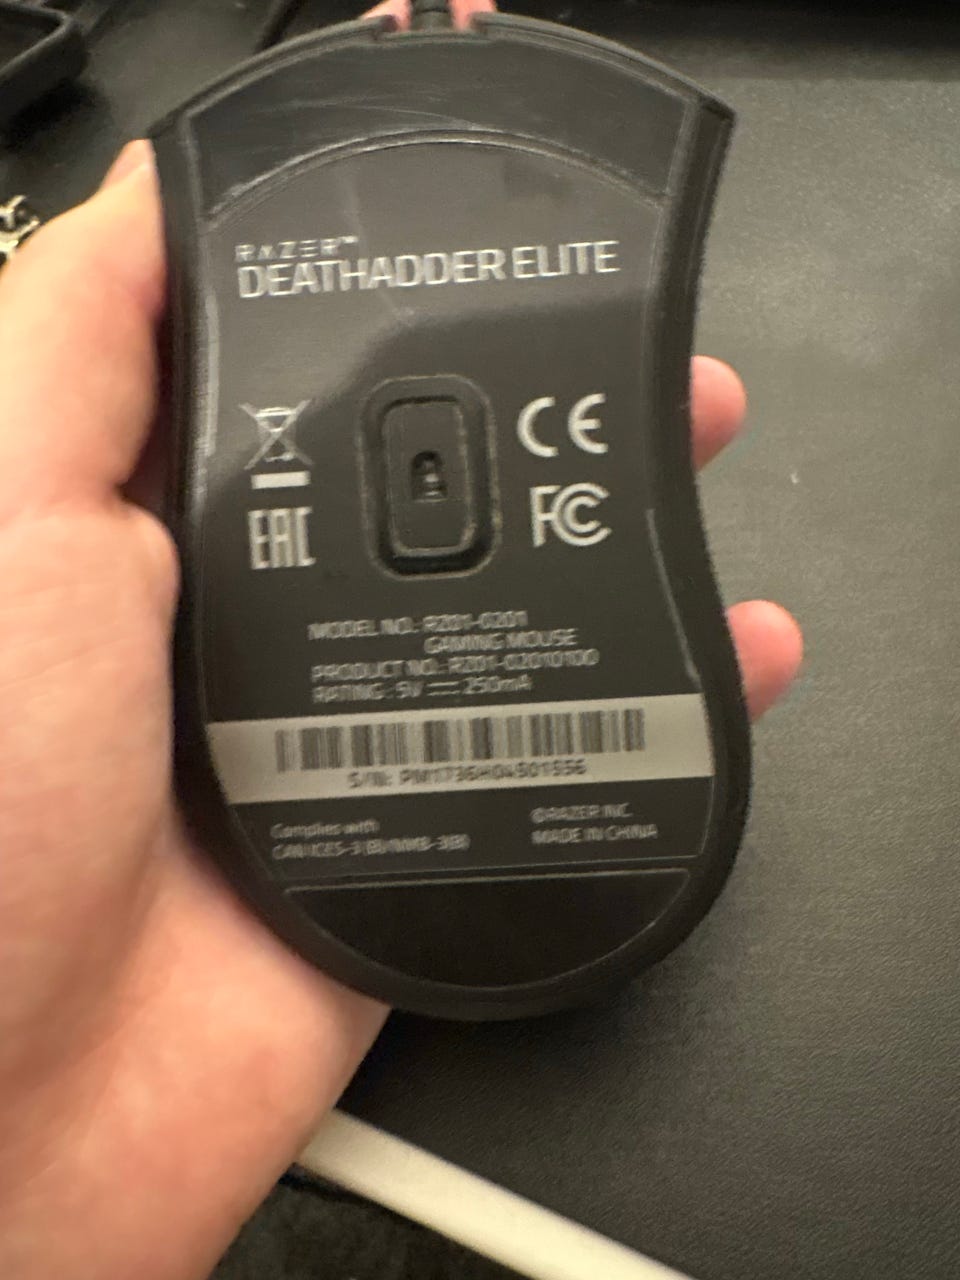 RAZER™
DEATHADDER ELITE
CE
EAC
FC
MODEL NO.: RZ01-0201
GAMING MOUSE
PRODUCT NO.: RZ01-02010100
RATING: 5V ⎓ 250mA
S/N: PM1736H04901556
Complies with
CAN ICES-3(B)/NMB-3(B)
©RAZER INC.
MADE IN CHINA